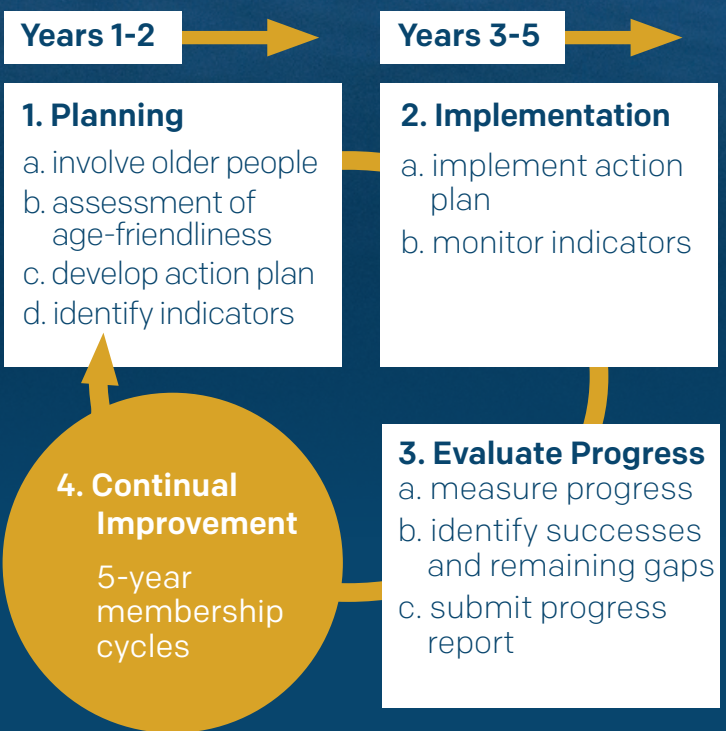 Years 1-2
Years 3-5
1. Planning
a. involve older people
b. assessment of
age-friendliness
c. develop action plan
d. identify indicators
2. Implementation
a. implement action
plan
b. monitor indicators
3. Evaluate Progress
a. measure progress
b. identify successes
and remaining gaps
c. submit progress
report
4. Continual
Improvement
5-year
membership
cycles